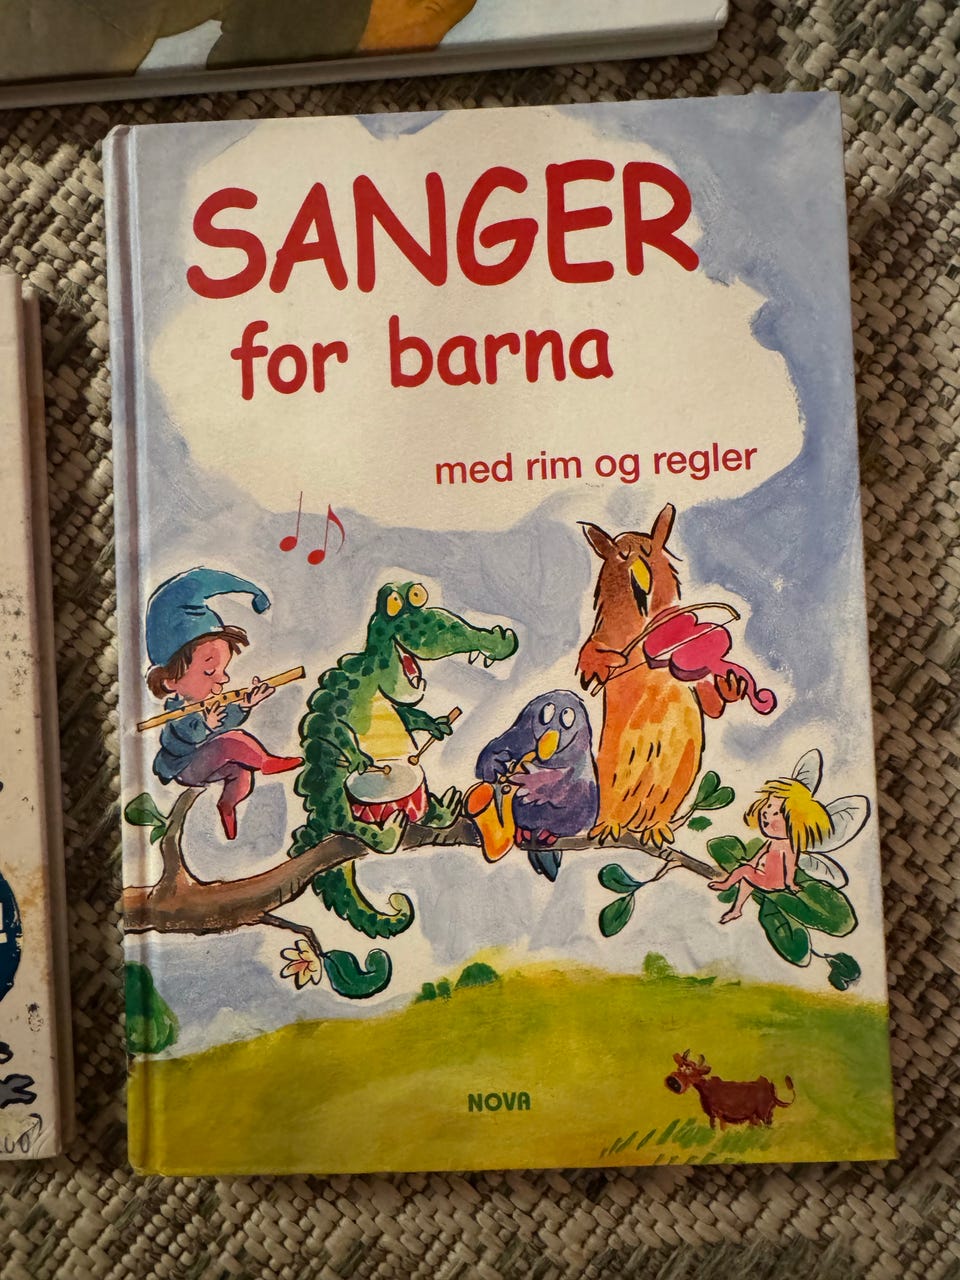 SANGER
for barna
med rim og regler
NOVA